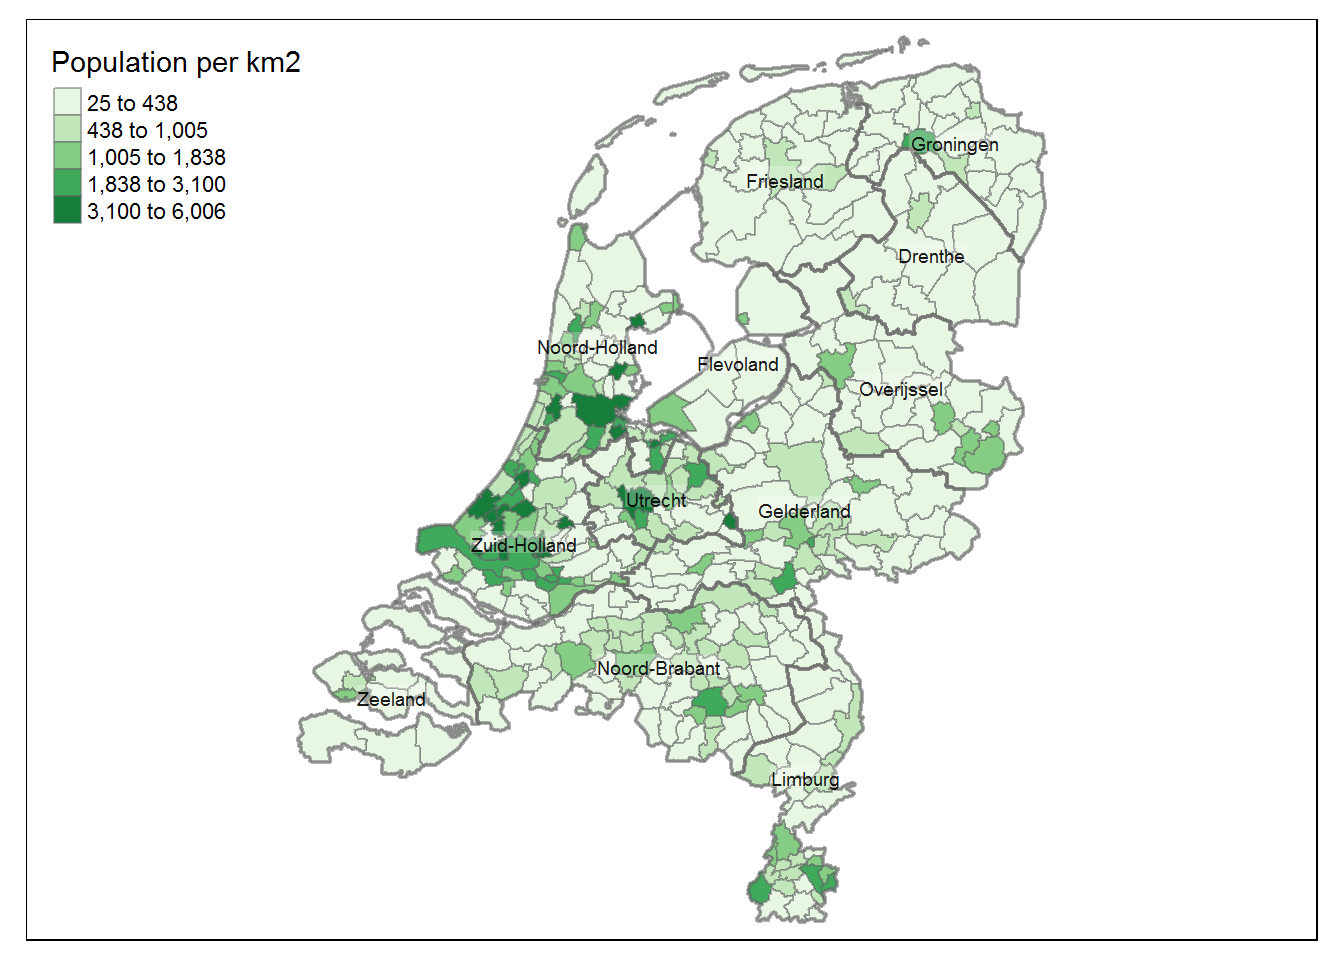 Population per km2
25 to 438
438 to 1,005
1,005 to 1,838
1,838 to 3,100
3,100 to 6,006
Groningen
Friesland
Drenthe
Noord-Holland
Flevoland
Overijssel
Utrecht
Gelderland
Zuid-Holland
Noord-Brabant
Zeeland
Limburg